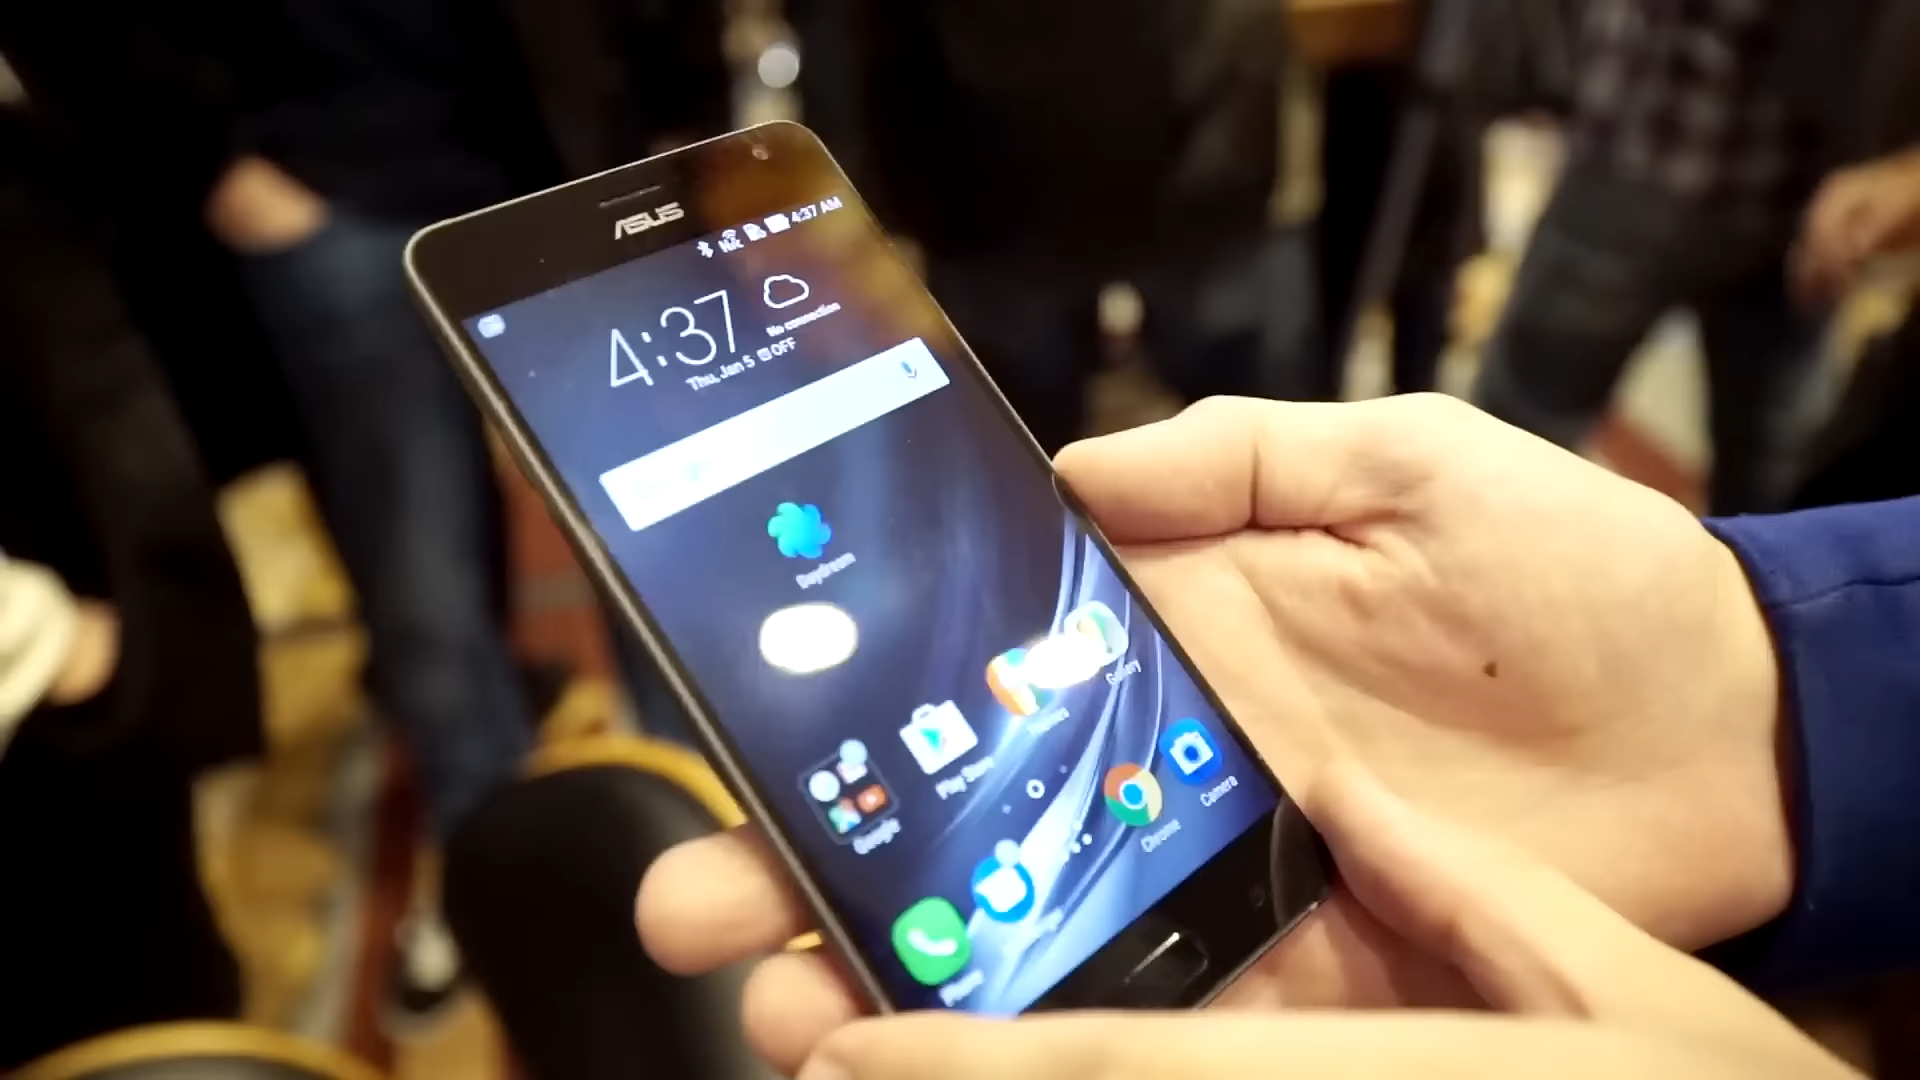 ASUS
4:37 AM
4:37
No connection
Thu, Jan 5 OFF
Daydream
Gallery
Play Store
Google
Camera
Chrome
Phone